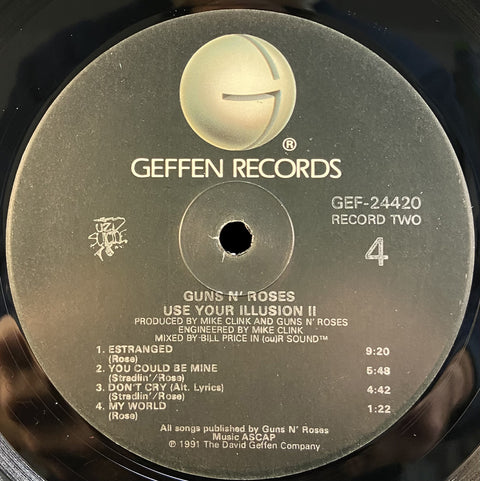 G
®
GEFFEN RECORDS
GEF-24420
RECORD TWO
4
UZI
SUICIDE
GUNS N' ROSES
USE YOUR ILLUSION II
PRODUCED BY MIKE CLINK AND GUNS N' ROSES
ENGINEERED BY MIKE CLINK
MIXED BY BILL PRICE IN (ou)R SOUND™
1. ESTRANGED 9:20
(Rose)
2. YOU COULD BE MINE 5:48
(Stradlin'/Rose)
3. DON'T CRY (Alt. Lyrics) 4:42
(Stradlin'/Rose)
4. MY WORLD 1:22
(Rose)
All songs published by Guns N' Roses
Music ASCAP
℗ 1991 The David Geffen Company